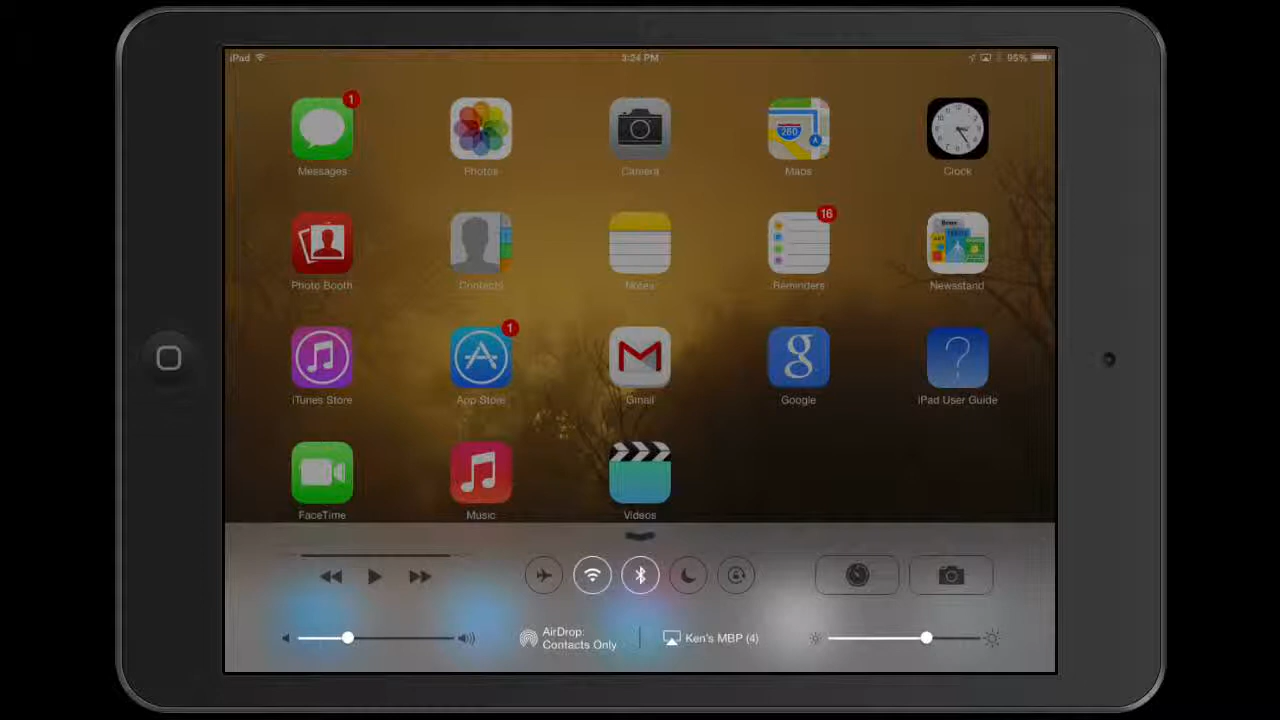 iPad 3:24 PM 95%
1
Messages Photos Camera Maps Clock
280
16
Photo Booth Contacts Notes Reminders Newsstand
1
iTunes Store App Store Gmail Google iPad User Guide
FaceTime Music Videos
AirDrop:
Contacts Only
Ken's MBP (4)